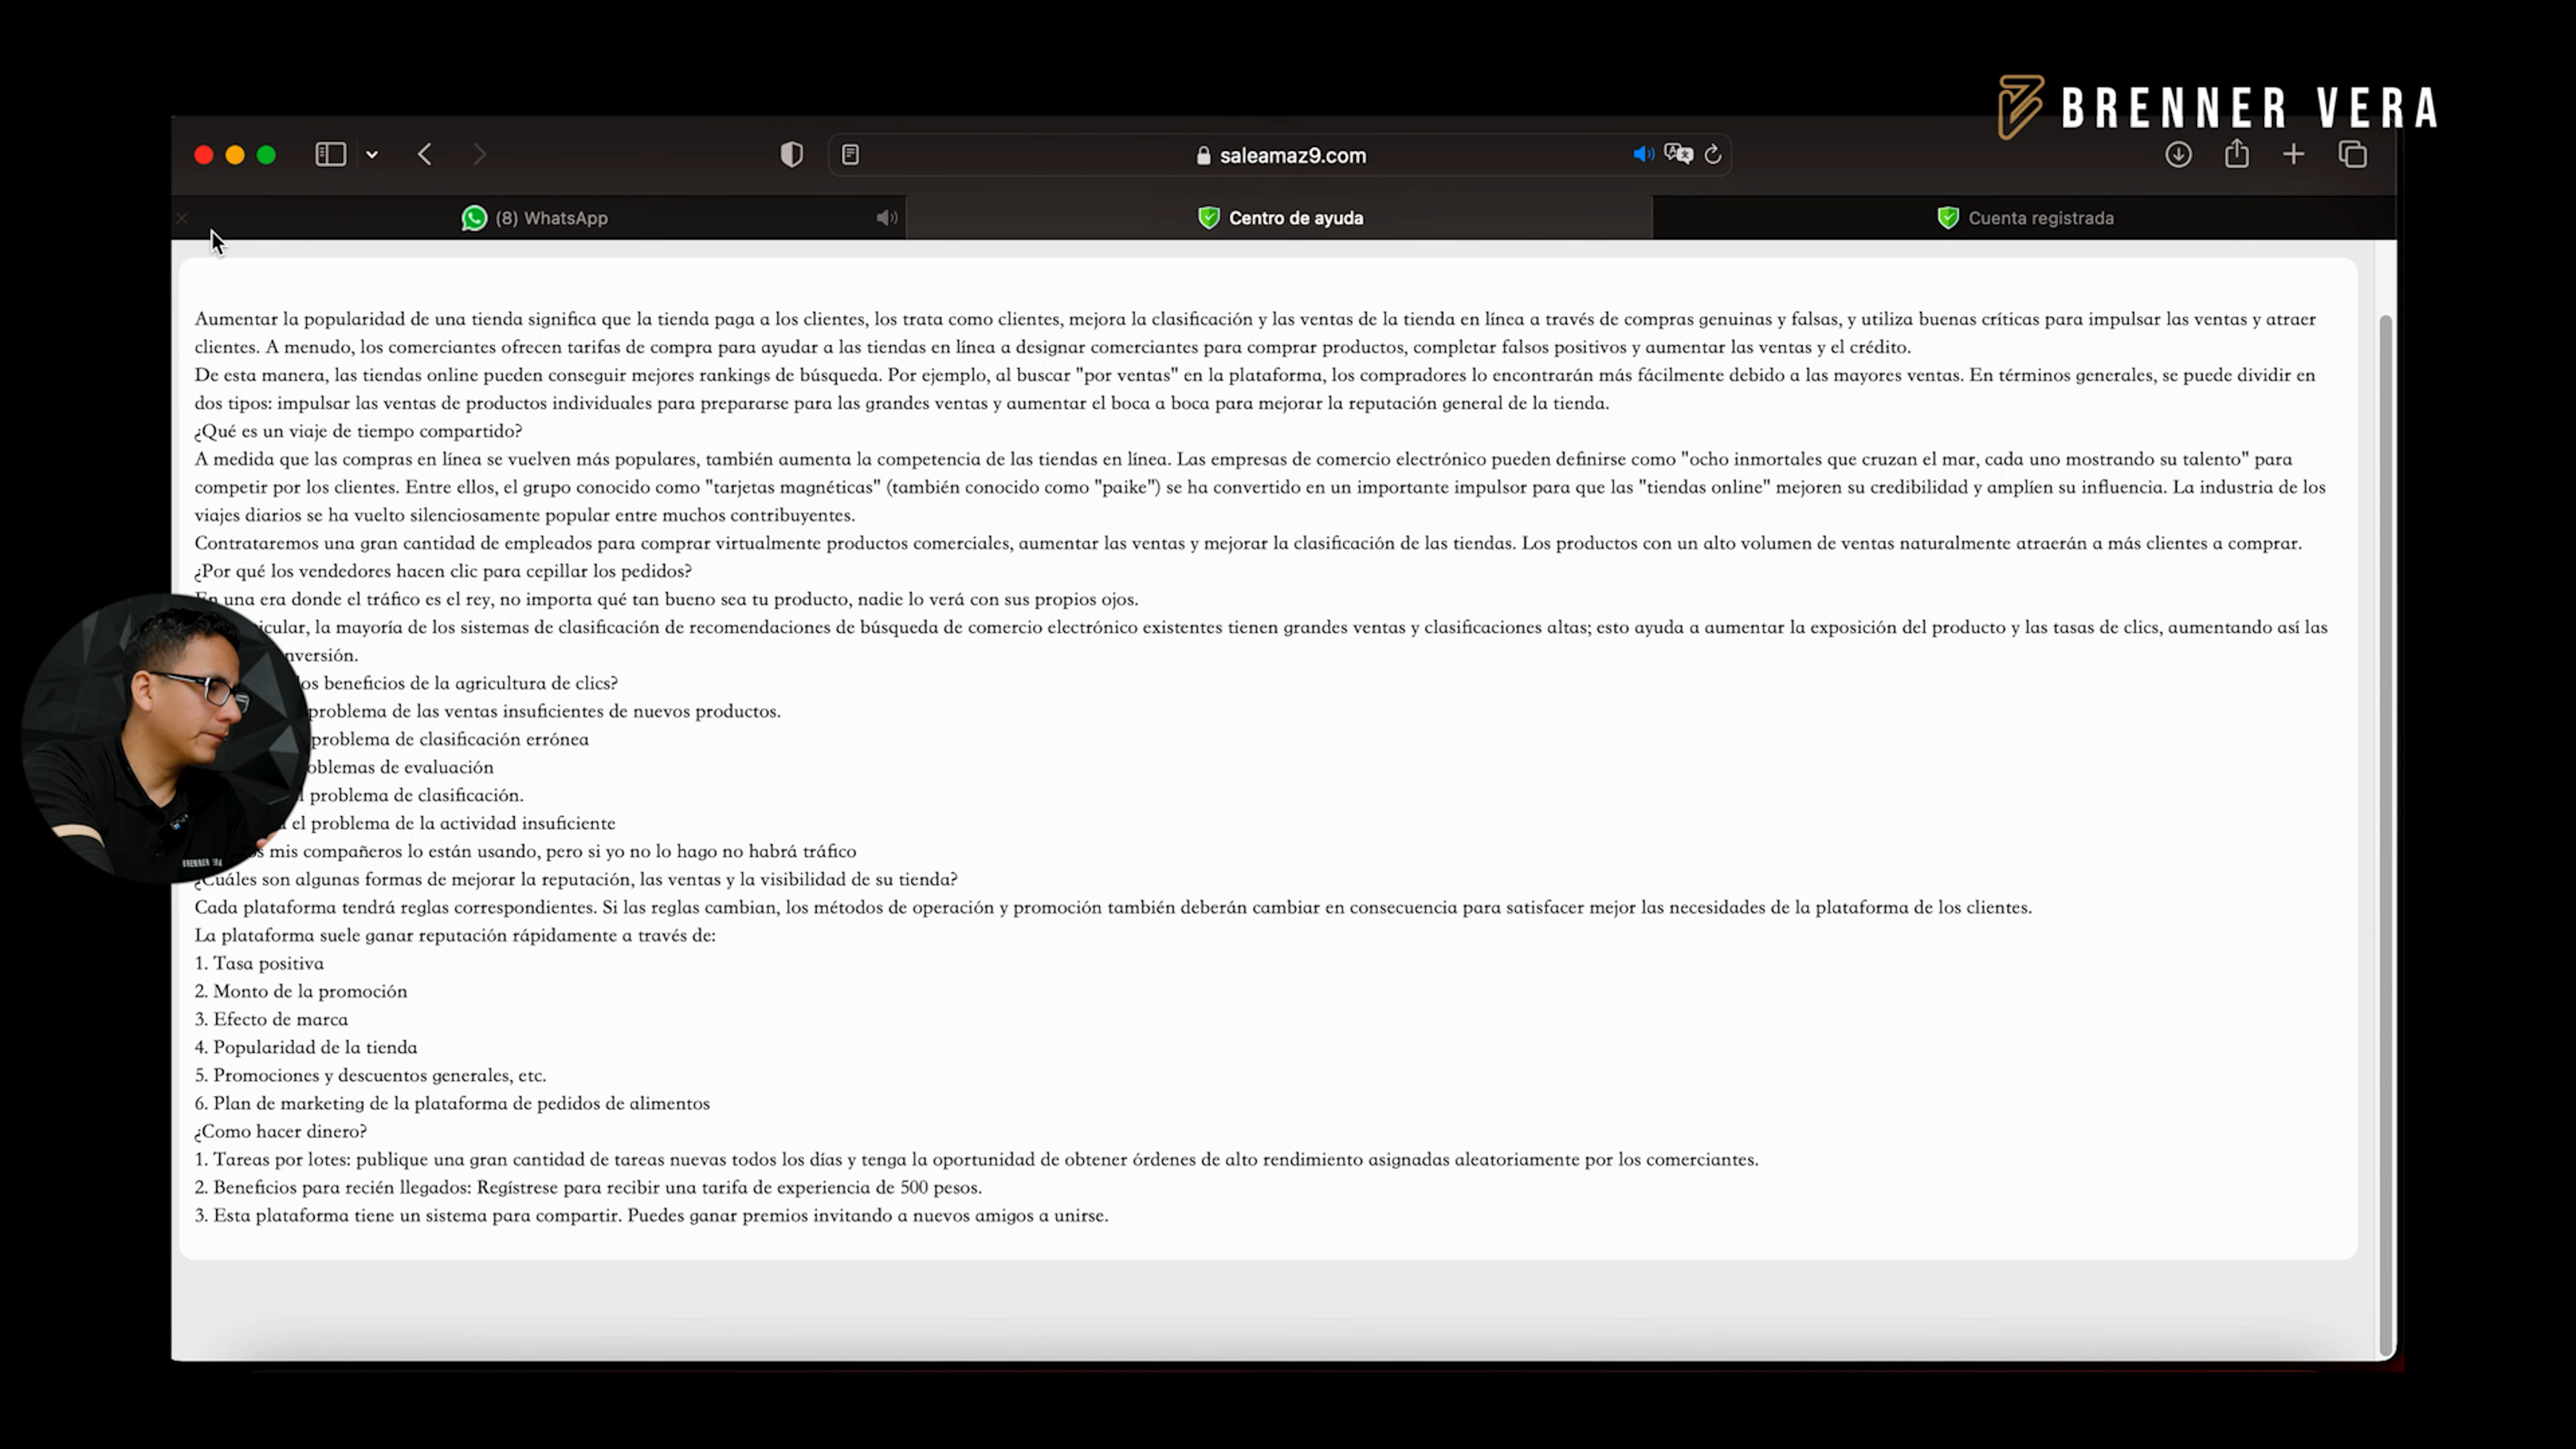 BRENNER VERA
saleamaz9.com
(8) WhatsApp
Centro de ayuda
Cuenta registrada
Aumentar la popularidad de una tienda significa que la tienda paga a los clientes, los trata como clientes, mejora la clasificación y las ventas de la tienda en línea a través de compras genuinas y falsas, y utiliza buenas críticas para impulsar las ventas y atraer
clientes. A menudo, los comerciantes ofrecen tarifas de compra para ayudar a las tiendas en línea a designar comerciantes para comprar productos, completar falsos positivos y aumentar las ventas y el crédito.
De esta manera, las tiendas online pueden conseguir mejores rankings de búsqueda. Por ejemplo, al buscar "por ventas" en la plataforma, los compradores lo encontrarán más fácilmente debido a las mayores ventas. En términos generales, se puede dividir en
dos tipos: impulsar las ventas de productos individuales para prepararse para las grandes ventas y aumentar el boca a boca para mejorar la reputación general de la tienda.
¿Qué es un viaje de tiempo compartido?
A medida que las compras en línea se vuelven más populares, también aumenta la competencia de las tiendas en línea. Las empresas de comercio electrónico pueden definirse como "ocho inmortales que cruzan el mar, cada uno mostrando su talento" para
competir por los clientes. Entre ellos, el grupo conocido como "tarjetas magnéticas" (también conocido como "paike") se ha convertido en un importante impulsor para que las "tiendas online" mejoren su credibilidad y amplíen su influencia. La industria de los
viajes diarios se ha vuelto silenciosamente popular entre muchos contribuyentes.
Contrataremos una gran cantidad de empleados para comprar virtualmente productos comerciales, aumentar las ventas y mejorar la clasificación de las tiendas. Los productos con un alto volumen de ventas naturalmente atraerán a más clientes a comprar.
¿Por qué los vendedores hacen clic para cepillar los pedidos?
En una era donde el tráfico es el rey, no importa qué tan bueno sea tu producto, nadie lo verá con sus propios ojos.
la mayoría de los sistemas de clasificación de recomendaciones de búsqueda de comercio electrónico existentes tienen grandes ventas y clasificaciones altas; esto ayuda a aumentar la exposición del producto y las tasas de clics, aumentando así las
los beneficios de la agricultura de clics?
problema de las ventas insuficientes de nuevos productos.
problema de clasificación errónea
de evaluación
problema de clasificación.
el problema de la actividad insuficiente
mis compañeros lo están usando, pero si yo no lo hago no habrá tráfico
¿Cuáles son algunas formas de mejorar la reputación, las ventas y la visibilidad de su tienda?
Cada plataforma tendrá reglas correspondientes. Si las reglas cambian, los métodos de operación y promoción también deberán cambiar en consecuencia para satisfacer mejor las necesidades de la plataforma de los clientes.
La plataforma suele ganar reputación rápidamente a través de:
1. Tasa positiva
2. Monto de la promoción
3. Efecto de marca
4. Popularidad de la tienda
5. Promociones y descuentos generales, etc.
6. Plan de marketing de la plataforma de pedidos de alimentos
¿Como hacer dinero?
1. Tareas por lotes: publique una gran cantidad de tareas nuevas todos los días y tenga la oportunidad de obtener órdenes de alto rendimiento asignadas aleatoriamente por los comerciantes.
2. Beneficios para recién llegados: Regístrese para recibir una tarifa de experiencia de 500 pesos.
3. Esta plataforma tiene un sistema para compartir. Puedes ganar premios invitando a nuevos amigos a unirse.